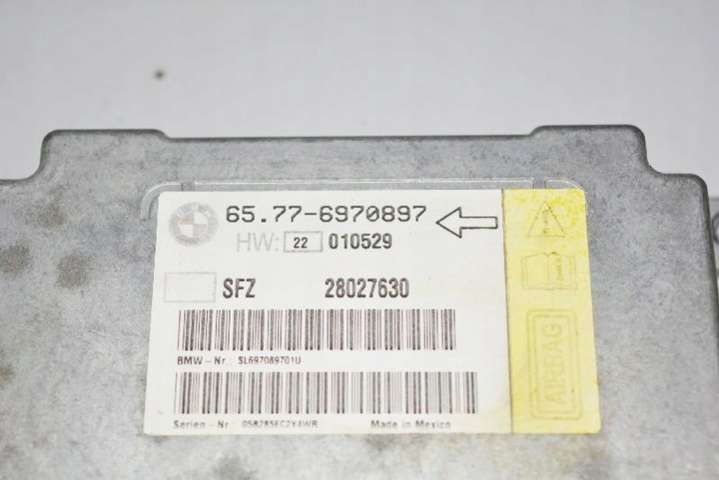 65.77-6970897
HW: 22 010529
SFZ 28027630
BMW-Nr.: SL697089701U
Serien-Nr Made in Mexico
AIRBAG